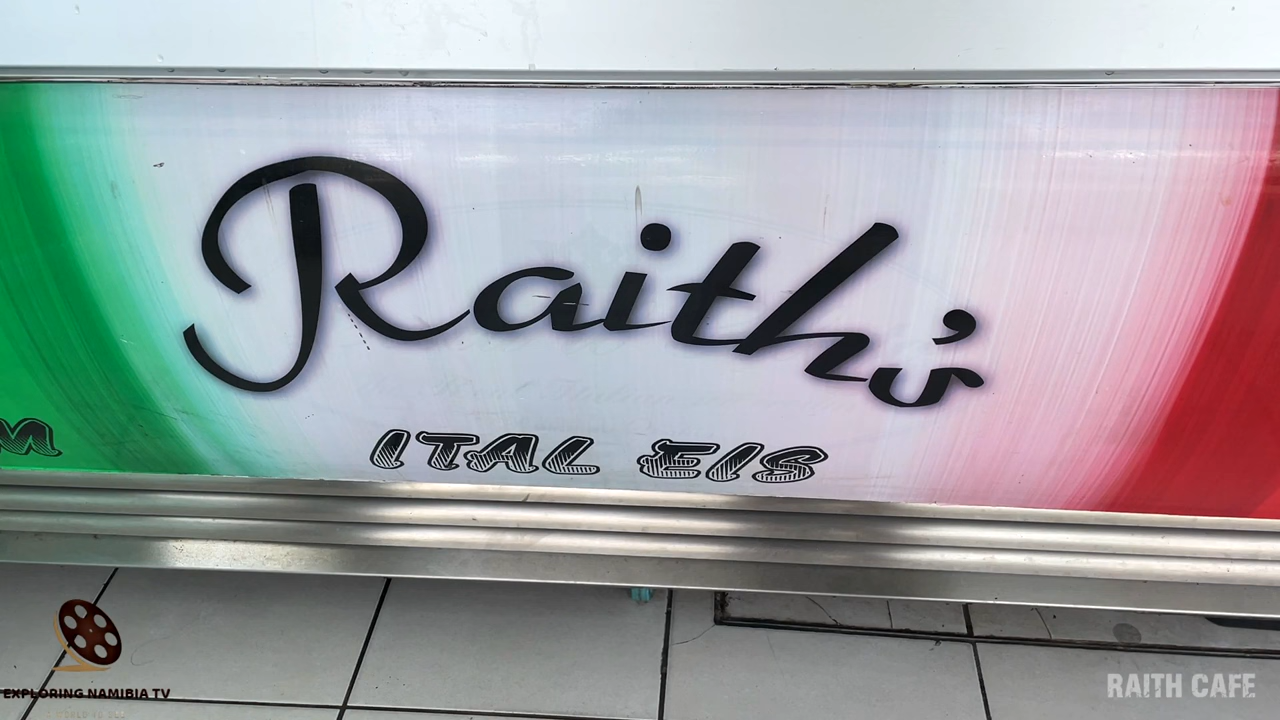 Raith's
M
ITAL EIS
EXPLORING NAMIBIA TV
RAITH CAFE